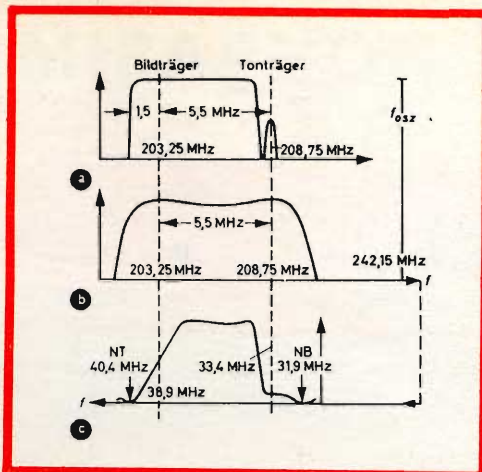 Bildträger Tonträger
1,5 5,5 MHz
203,25 MHz 208,75 MHz
fosz
a
5,5 MHz
203,25 MHz 208,75 MHz
242,15 MHz
f
b
NT
40,4 MHz
38,9 MHz
33,4 MHz
NB
31,9 MHz
f
c